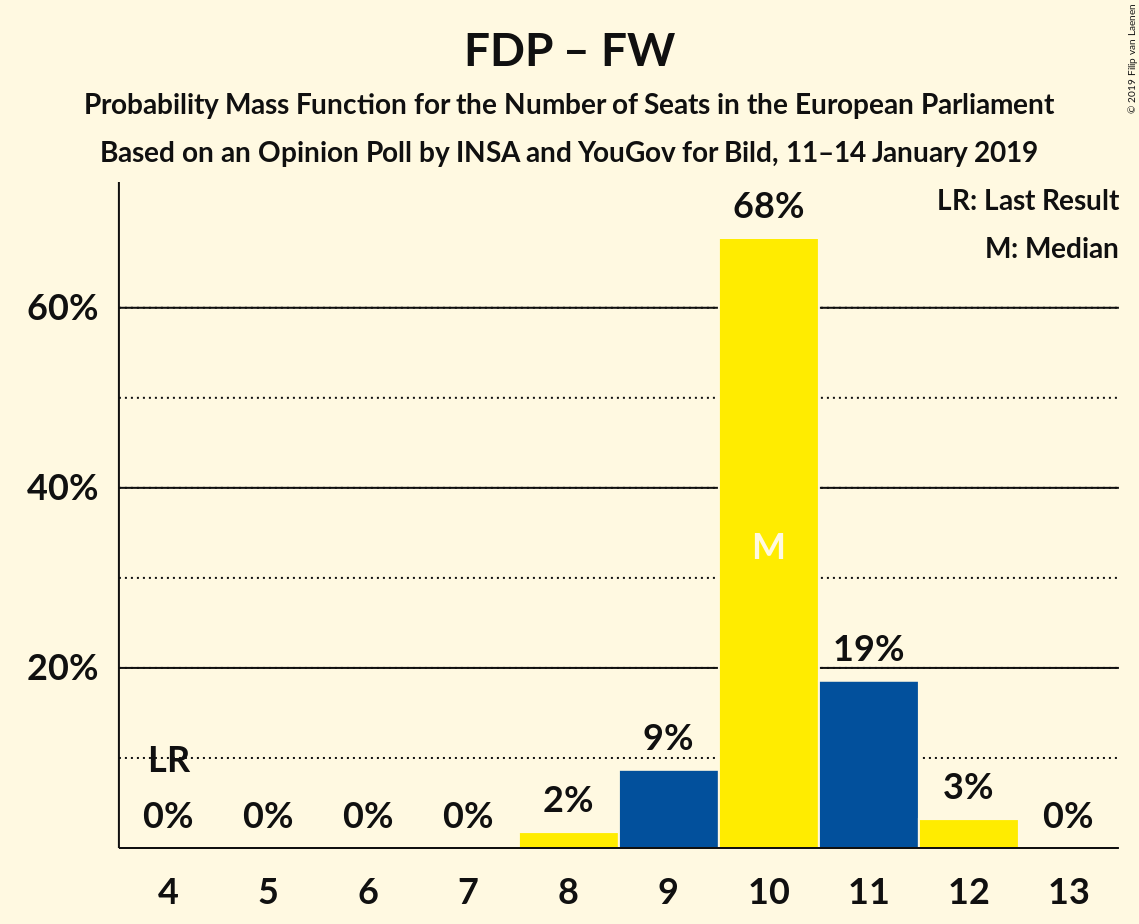 FDP – FW
Probability Mass Function for the Number of Seats in the European Parliament
Based on an Opinion Poll by INSA and YouGov for Bild, 11–14 January 2019
© 2019 Filip van Laenen
LR: Last Result
M: Median
60%
40%
20%
LR
0%
0%
0%
0%
2%
9%
68%
M
19%
3%
0%
4 5 6 7 8 9 10 11 12 13